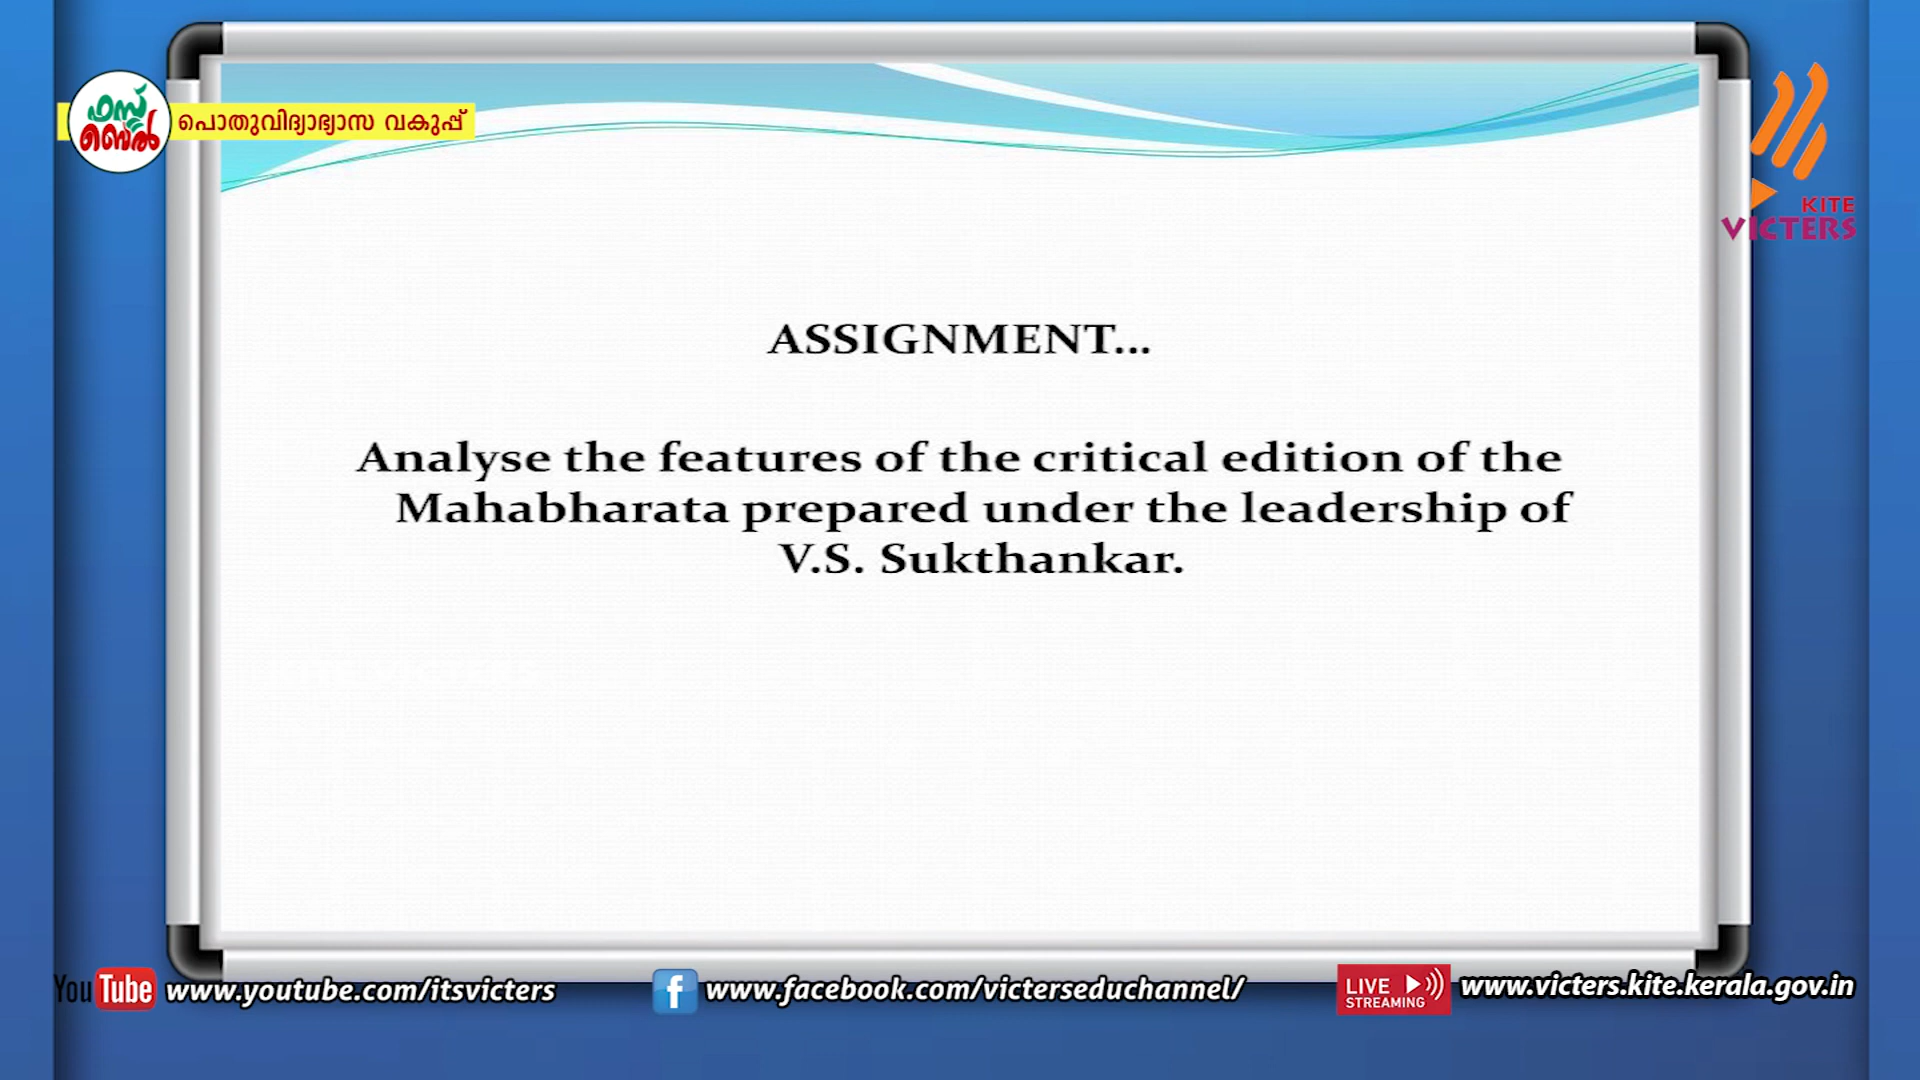 ഫസ്റ്റ്
ബെൽ
പൊതുവിദ്യാഭ്യാസ വകുപ്പ്
KITE
VICTERS
ASSIGNMENT...
Analyse the features of the critical edition of the
Mahabharata prepared under the leadership of
V.S. Sukthankar.
YouTube www.youtube.com/itsvicters
f www.facebook.com/victerseduchannel/
LIVE
STREAMING
www.victers.kite.kerala.gov.in